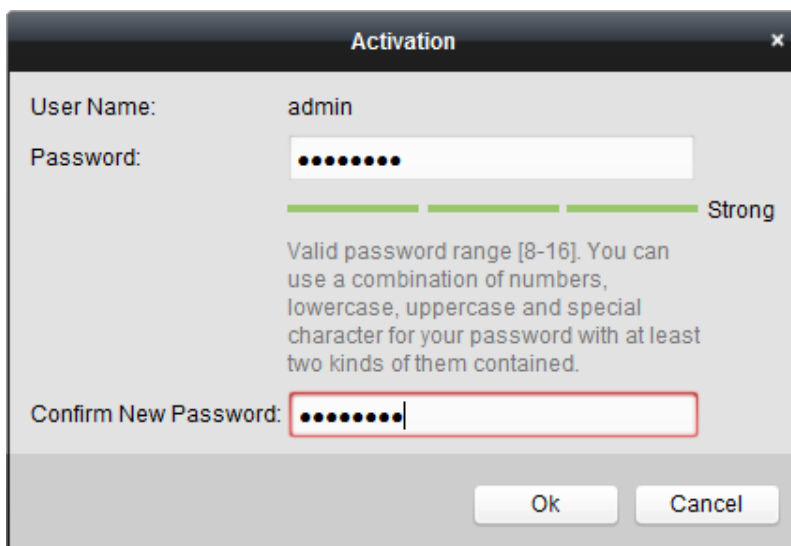 Activation ×
User Name: admin
Password: ••••••••
Strong
Valid password range [8-16]. You can
use a combination of numbers,
lowercase, uppercase and special
character for your password with at least
two kinds of them contained.
Confirm New Password: ••••••••
Ok Cancel